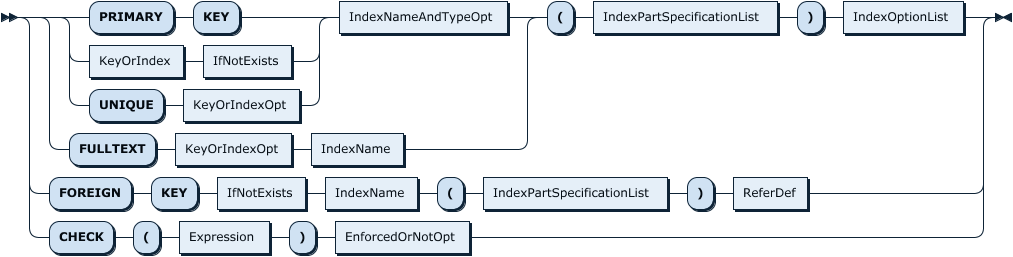 PRIMARY KEY IndexNameAndTypeOpt ( IndexPartSpecificationList ) IndexOptionList
KeyOrIndex IfNotExists
UNIQUE KeyOrIndexOpt
FULLTEXT KeyOrIndexOpt IndexName
FOREIGN KEY IfNotExists IndexName ( IndexPartSpecificationList ) ReferDef
CHECK ( Expression ) EnforcedOrNotOpt